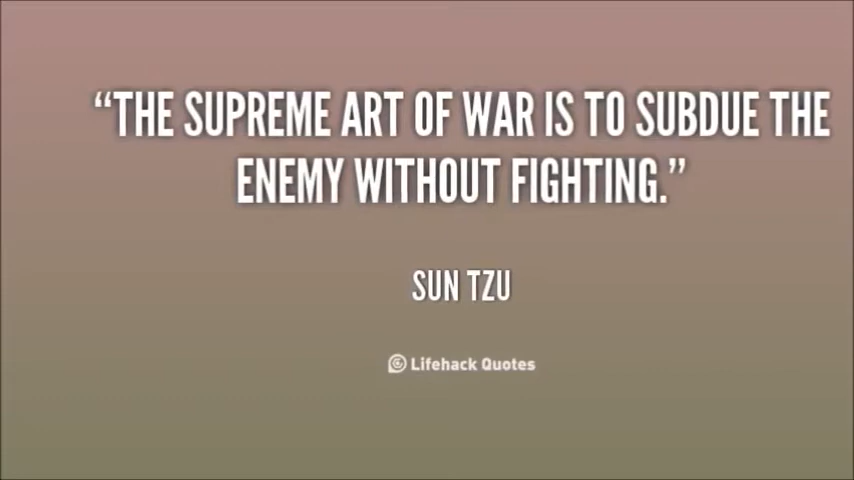 “THE SUPREME ART OF WAR IS TO SUBDUE THE
ENEMY WITHOUT FIGHTING.”
SUN TZU
Lifehack Quotes